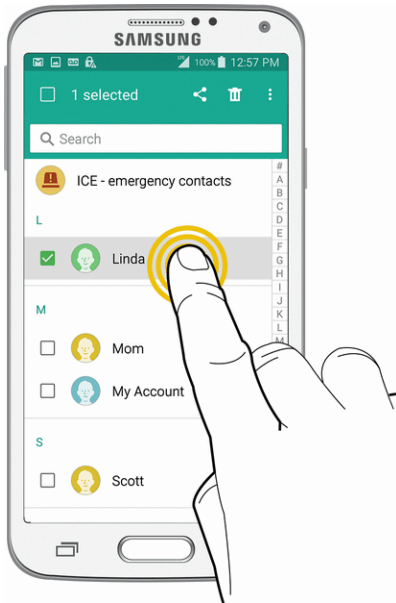 SAMSUNG
100% 12:57 PM
1 selected
Search
ICE - emergency contacts
#
A
B
C
D
E
F
G
H
I
J
K
L
M
L
Linda
M
Mom
My Account
S
Scott